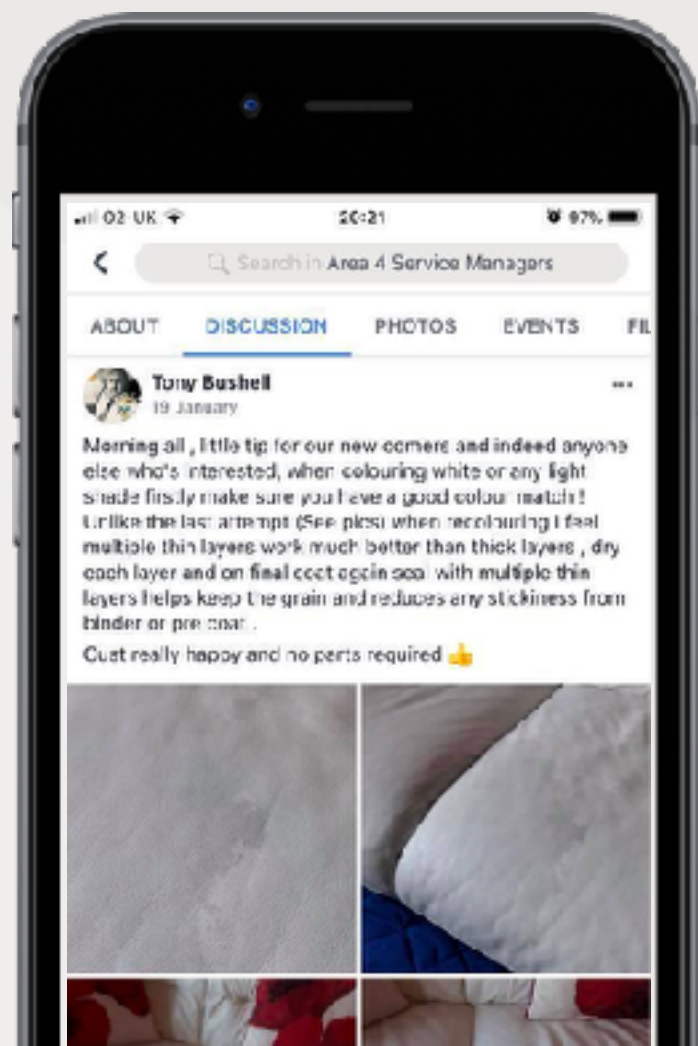 O2-UK 20:21 97%
Search in Area 4 Service Managers
ABOUT DISCUSSION PHOTOS EVENTS FIL
Tony Bushell
19 January
Morning all , little tip for our new comers and indeed anyone
else who's interested, when colouring white or any light
shade firstly make sure you have a good colour match !
Unlike the last attempt (See pics) when recolouring I feel
multiple thin layers work much better than thick layers , dry
each layer and on final coat again seal with multiple thin
layers helps keep the grain and reduces any stickiness from
binder or pre coat .
Cust really happy and no parts required 👍